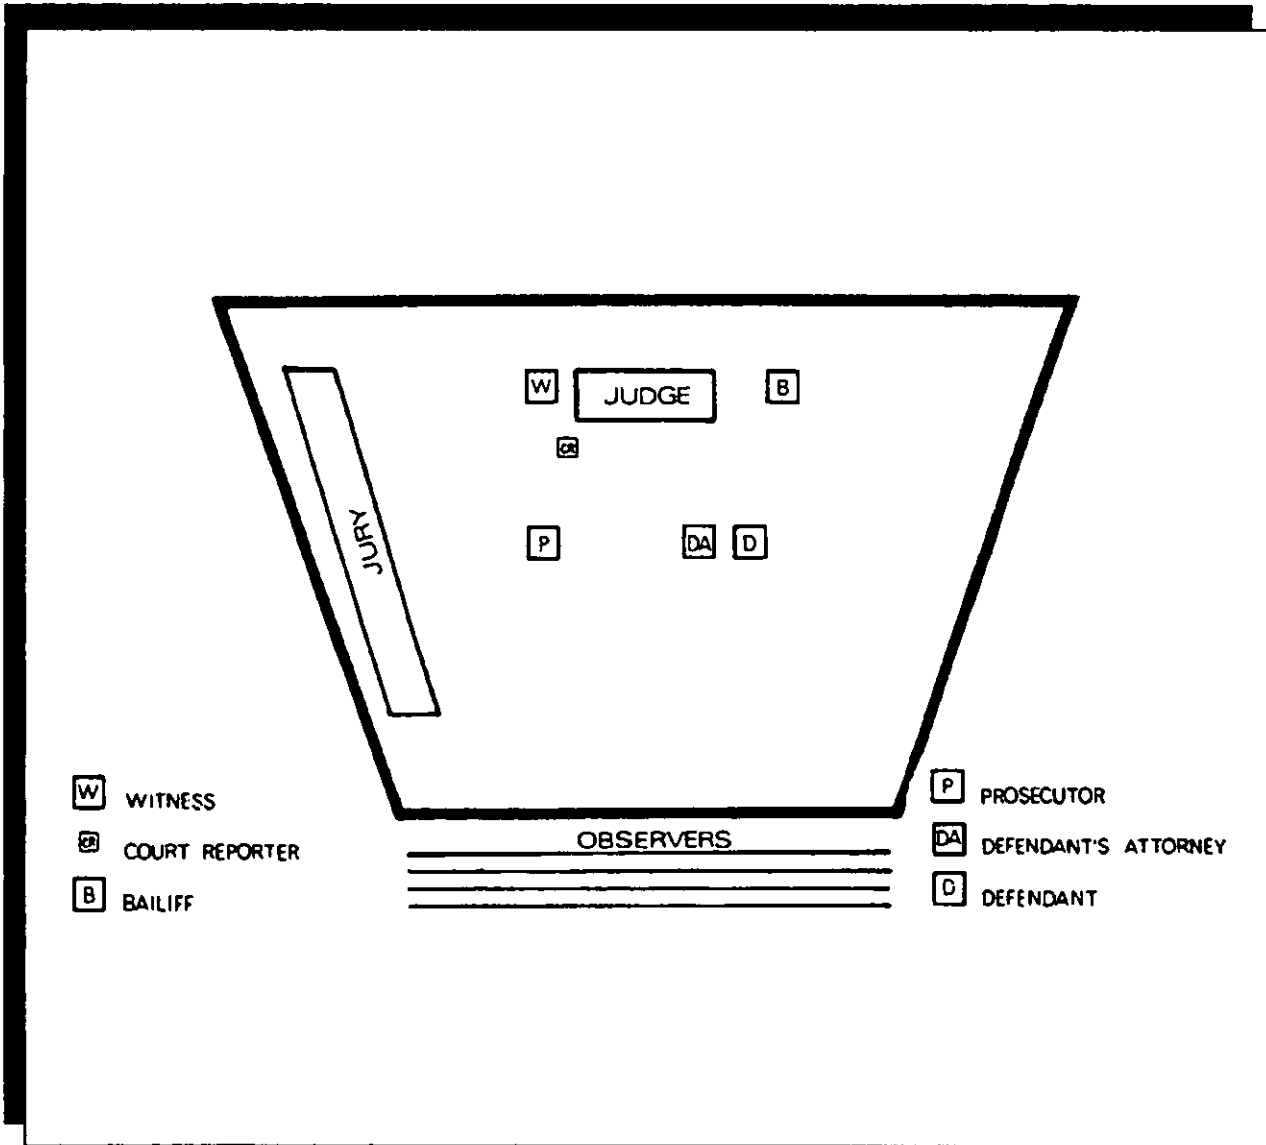 W
JUDGE
B
CR
JURY
P
DA
D
OBSERVERS
W WITNESS
CR COURT REPORTER
B BAILIFF
P PROSECUTOR
DA DEFENDANT'S ATTORNEY
D DEFENDANT